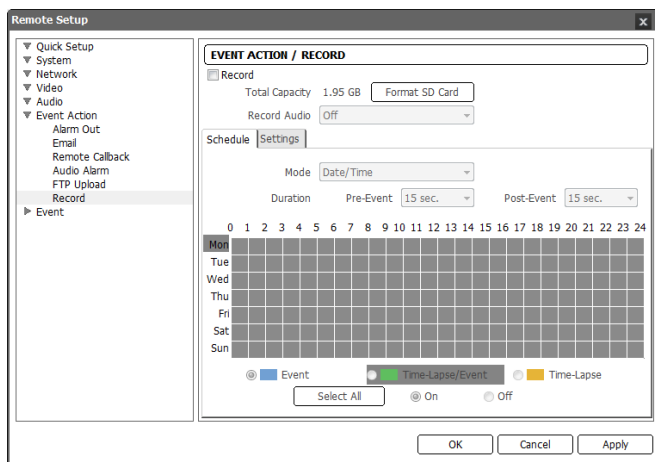 Remote Setup
Quick Setup
System
Network
Video
Audio
Event Action
Alarm Out
Email
Remote Callback
Audio Alarm
FTP Upload
Record
Event
EVENT ACTION / RECORD
Record
Total Capacity 1.95 GB Format SD Card
Record Audio Off
Schedule Settings
Mode Date/Time
Duration Pre-Event 15 sec. Post-Event 15 sec.
0 1 2 3 4 5 6 7 8 9 10 11 12 13 14 15 16 17 18 19 20 21 22 23 24
Mon
Tue
Wed
Thu
Fri
Sat
Sun
Event Time-Lapse/Event Time-Lapse
Select All On Off
OK Cancel Apply